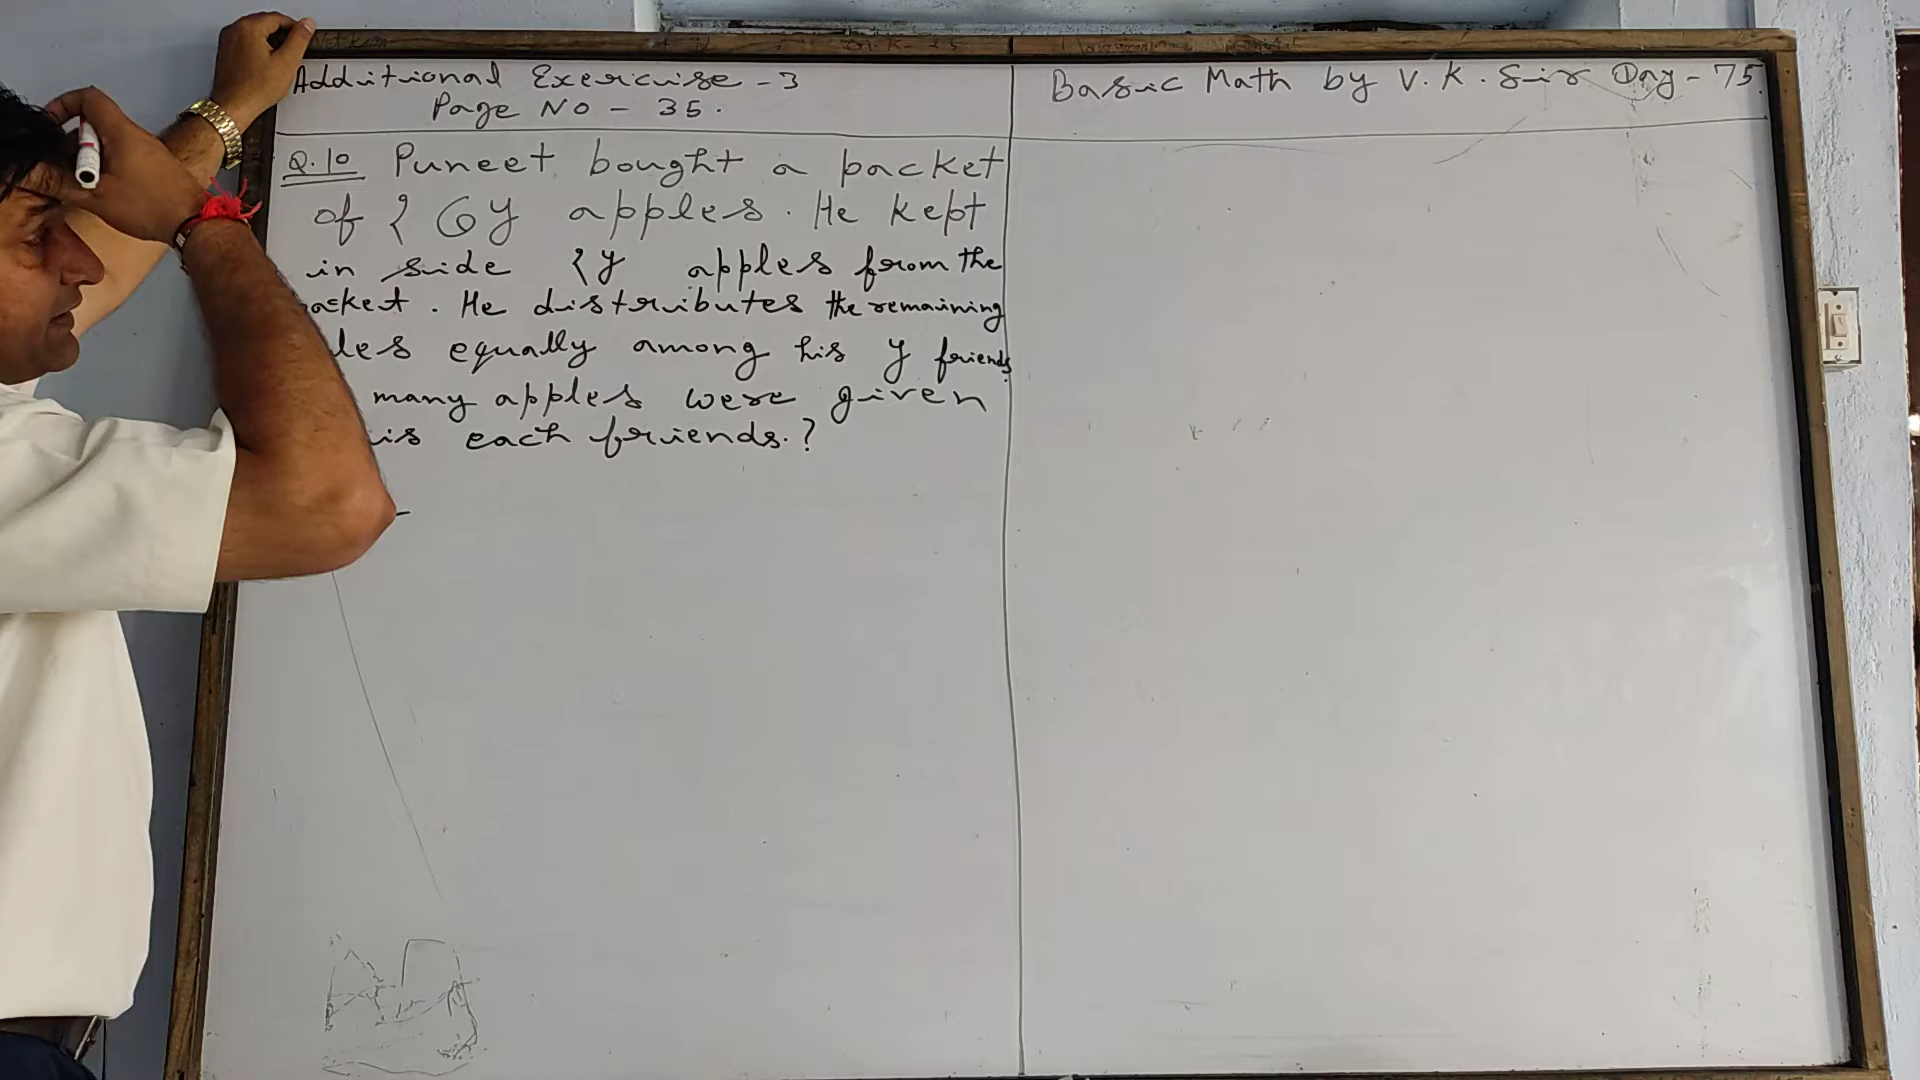 Additional Exercise - 3
Page No - 35.
Basic Math by V. K. Sir Day - 75.
Q.10 Puneet bought a packet
of { 6y apples. He kept
in side {y apples from the
acket. He distributes the remaining
les equally among his y friends.
many apples were given
is each friends.?